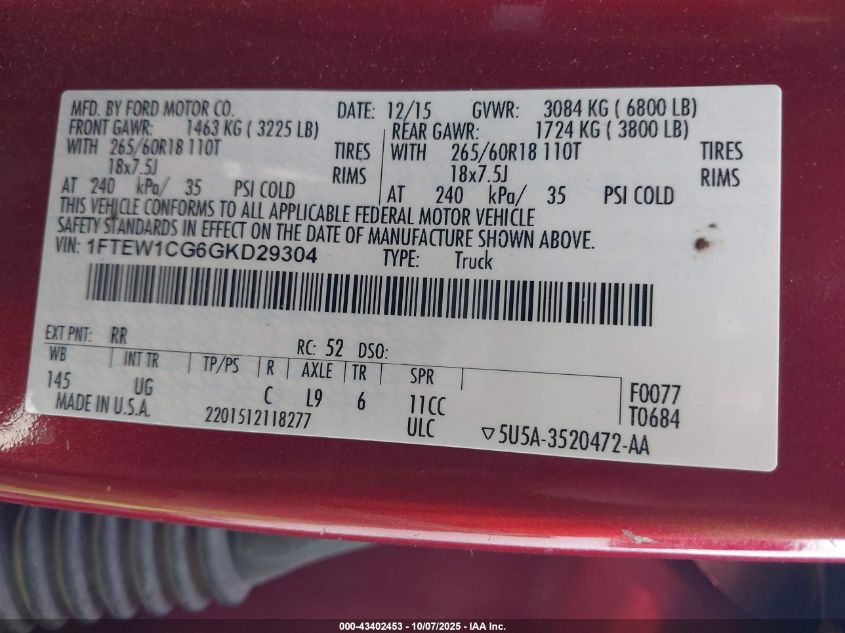 MFD. BY FORD MOTOR CO. DATE: 12/15 GVWR: 3084 KG ( 6800 LB)
FRONT GAWR: 1463 KG ( 3225 LB) REAR GAWR: 1724 KG ( 3800 LB)
WITH 265/60R18 110T TIRES WITH 265/60R18 110T TIRES
18x7.5J RIMS 18x7.5J RIMS
AT 240 kPa/ 35 PSI COLD AT 240 kPa/ 35 PSI COLD
THIS VEHICLE CONFORMS TO ALL APPLICABLE FEDERAL MOTOR VEHICLE
SAFETY STANDARDS IN EFFECT ON THE DATE OF MANUFACTURE SHOWN ABOVE.
VIN: 1FTEW1CG6GKD29304 TYPE: Truck
EXT PNT: RR RC: 52 DSO:
WB INT TR TP/PS R AXLE TR SPR
145 UG C L9 6 11CC F0077
MADE IN U.S.A. 2201512118277 ULC T0684
▽5U5A-3520472-AA
000-43402453 - 10/07/2025 - IAA Inc.